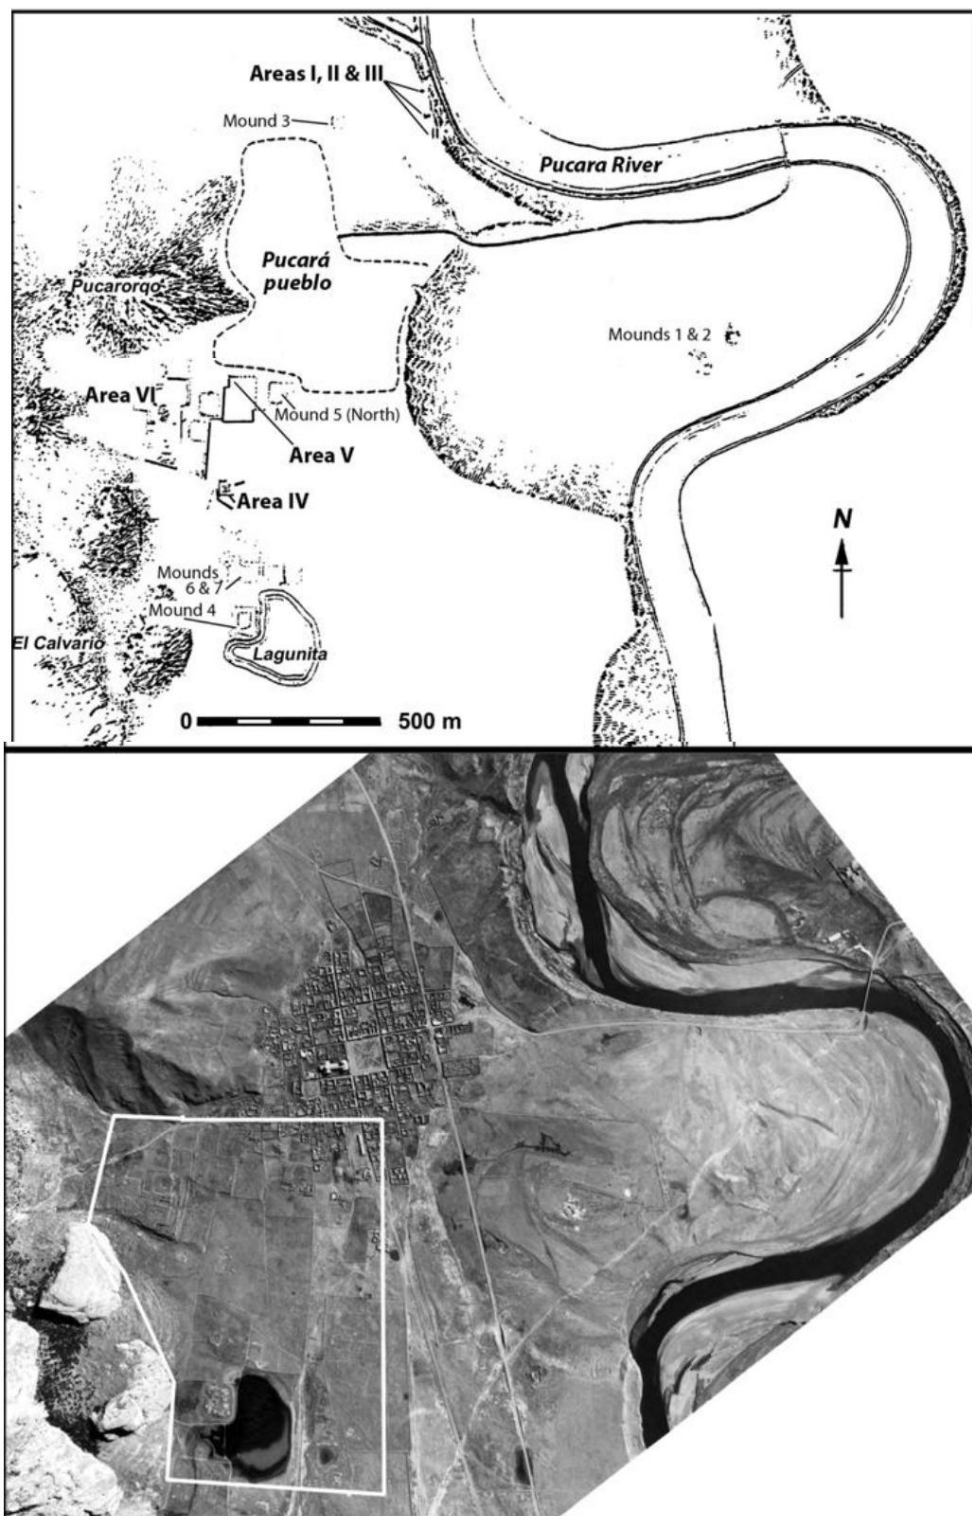 Areas I, II & III
Mound 3
Pucara River
Pucará
pueblo
Pucarorqo
Mounds 1 & 2
Area VI
Mound 5 (North)
Area V
Area IV
N
Mounds
6 & 7
Mound 4
El Calvario
Lagunita
0 500 m